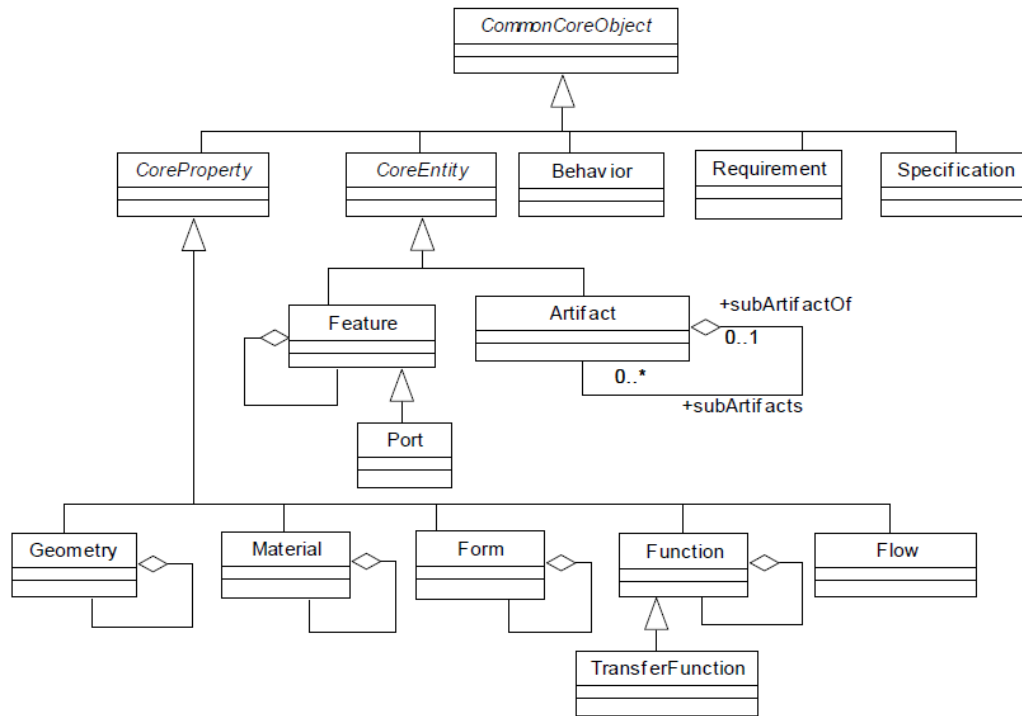 CommonCoreObject
CoreProperty
CoreEntity
Behavior
Requirement
Specification
Feature
Artifact
+subArtifactOf
0..1
0..*
+subArtifacts
Port
Geometry
Material
Form
Function
Flow
TransferFunction